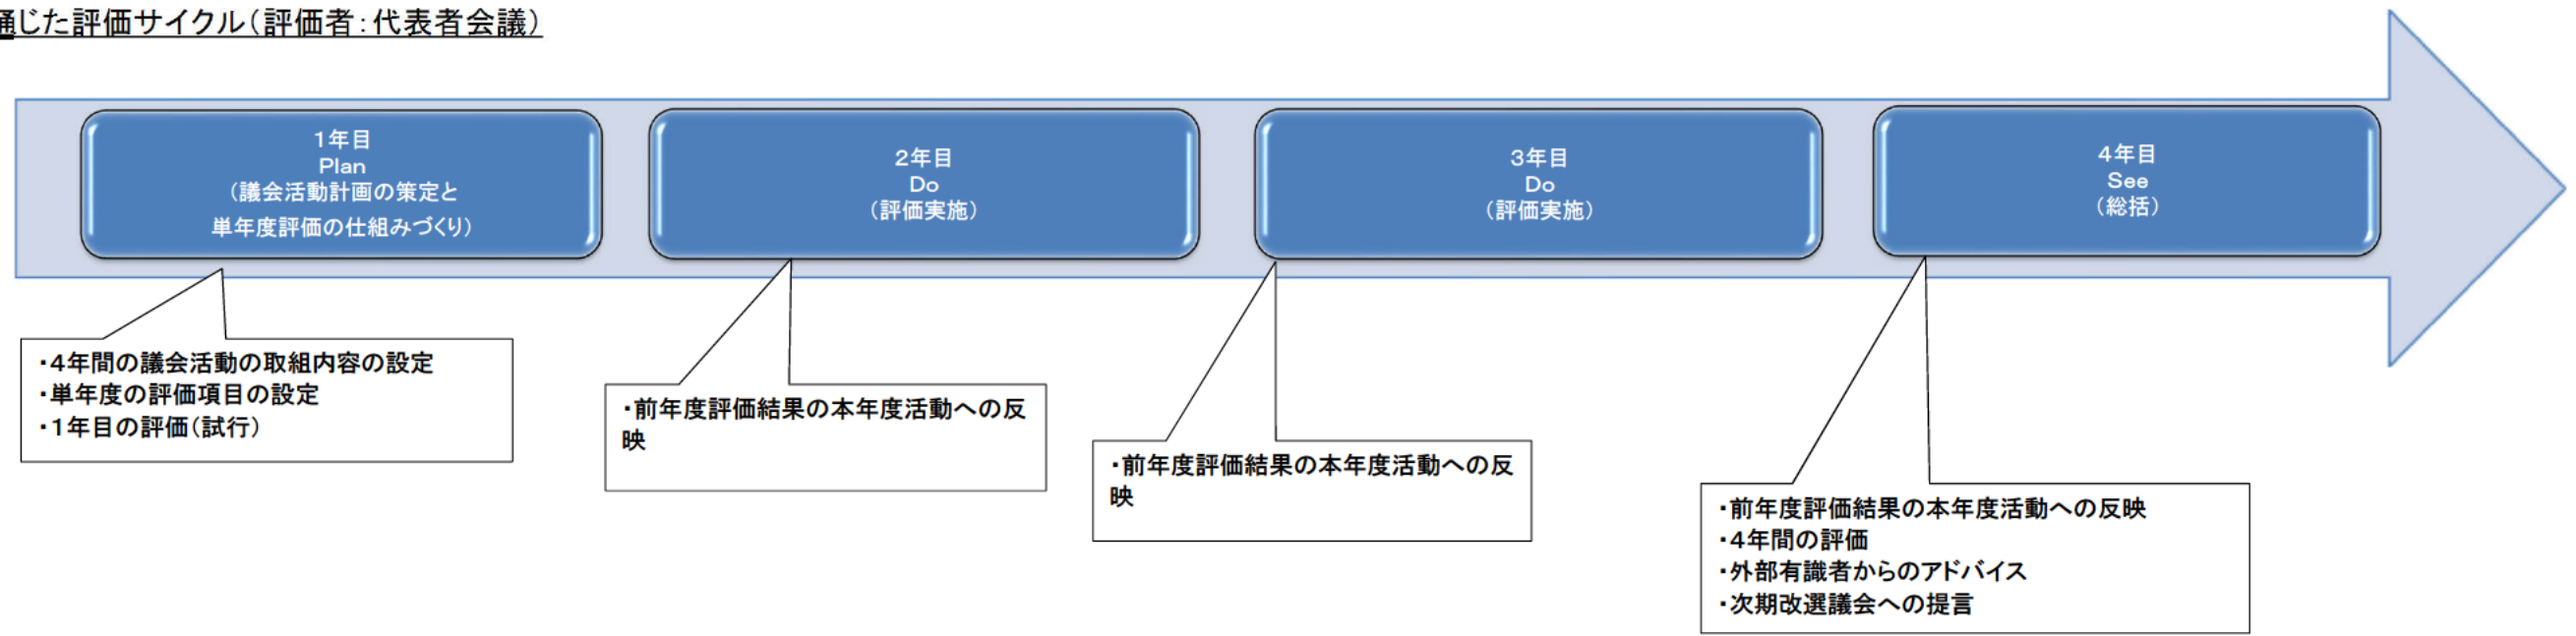 通じた評価サイクル（評価者：代表者会議）
1年目
Plan
（議会活動計画の策定と
単年度評価の仕組みづくり）
2年目
Do
（評価実施）
3年目
Do
（評価実施）
4年目
See
（総括）
・4年間の議会活動の取組内容の設定
・単年度の評価項目の設定
・1年目の評価（試行）
・前年度評価結果の本年度活動への反
映
・前年度評価結果の本年度活動への反
映
・前年度評価結果の本年度活動への反映
・4年間の評価
・外部有識者からのアドバイス
・次期改選議会への提言